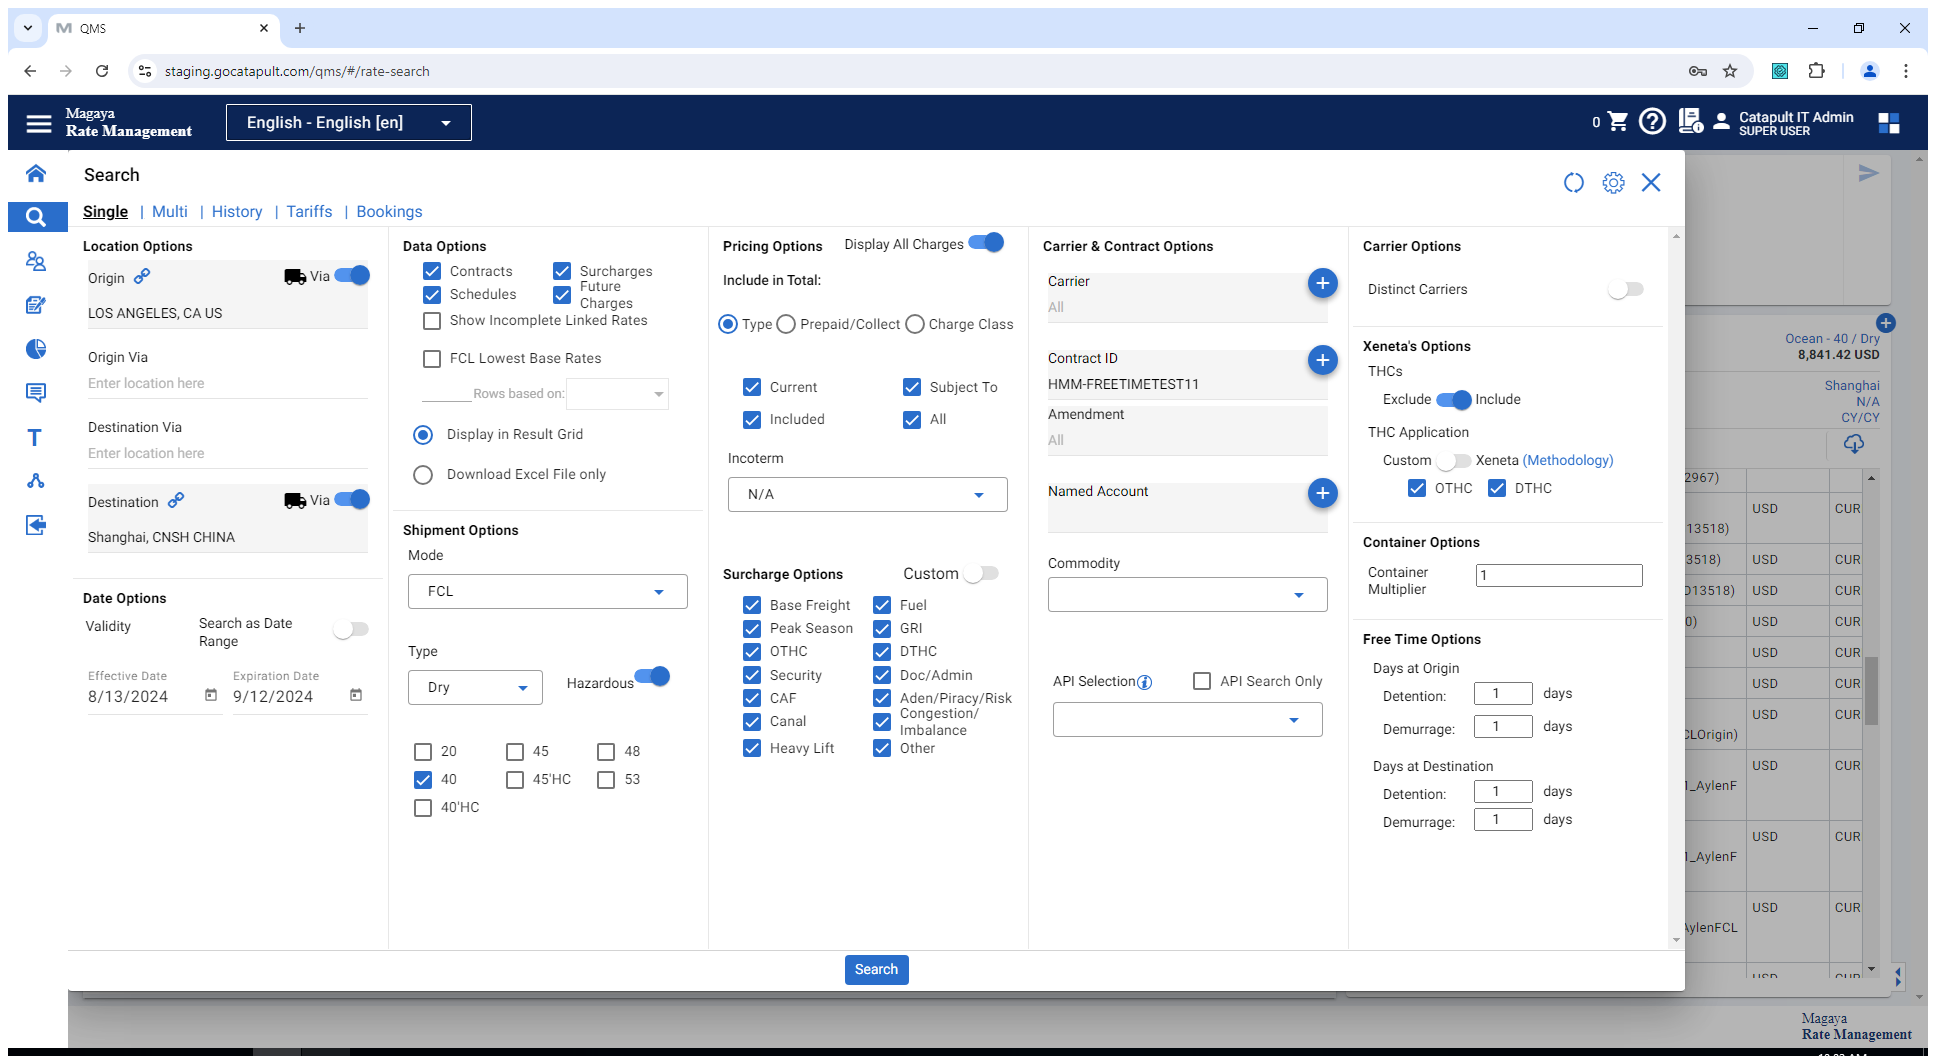 QMS
staging.gocatapult.com/qms/#/rate-search
Magaya
Rate Management
English - English [en]
0
Catapult IT Admin
SUPER USER
Search
Single | Multi | History | Tariffs | Bookings
Location Options
Origin
Via
LOS ANGELES, CA US
Origin Via
Enter location here
Destination Via
Enter location here
Destination
Via
Shanghai, CNSH CHINA
Date Options
Validity
Search as Date
Range
Effective Date
8/13/2024
Expiration Date
9/12/2024
Data Options
Contracts
Surcharges
Schedules
Future
Charges
Show Incomplete Linked Rates
FCL Lowest Base Rates
Rows based on:
Display in Result Grid
Download Excel File only
Shipment Options
Mode
FCL
Type
Dry
Hazardous
20
45
48
40
45'HC
53
40'HC
Pricing Options
Display All Charges
Include in Total:
Type
Prepaid/Collect
Charge Class
Current
Subject To
Included
All
Incoterm
N/A
Surcharge Options
Custom
Base Freight
Fuel
Peak Season
GRI
OTHC
DTHC
Security
Doc/Admin
CAF
Aden/Piracy/Risk
Canal
Congestion/
Imbalance
Heavy Lift
Other
Carrier & Contract Options
Carrier
All
Contract ID
HMM-FREETIMETEST11
Amendment
All
Named Account
Commodity
API Selection
API Search Only
Carrier Options
Distinct Carriers
Xeneta's Options
THCs
Exclude
Include
THC Application
Custom
Xeneta (Methodology)
OTHC
DTHC
Container Options
Container
Multiplier
1
Free Time Options
Days at Origin
Detention:
1
days
Demurrage:
1
days
Days at Destination
Detention:
1
days
Demurrage:
1
days
Search
Ocean - 40 / Dry
8,841.42 USD
Shanghai
N/A
CY/CY
2967)
USD
CUR
13518)
3518)
USD
CUR
D13518)
USD
CUR
0)
USD
CUR
USD
CUR
USD
CUR
USD
CUR
CLOrigin)
USD
CUR
1_AylenF
USD
CUR
1_AylenF
USD
CUR
AylenFCL
Magaya
Rate Management